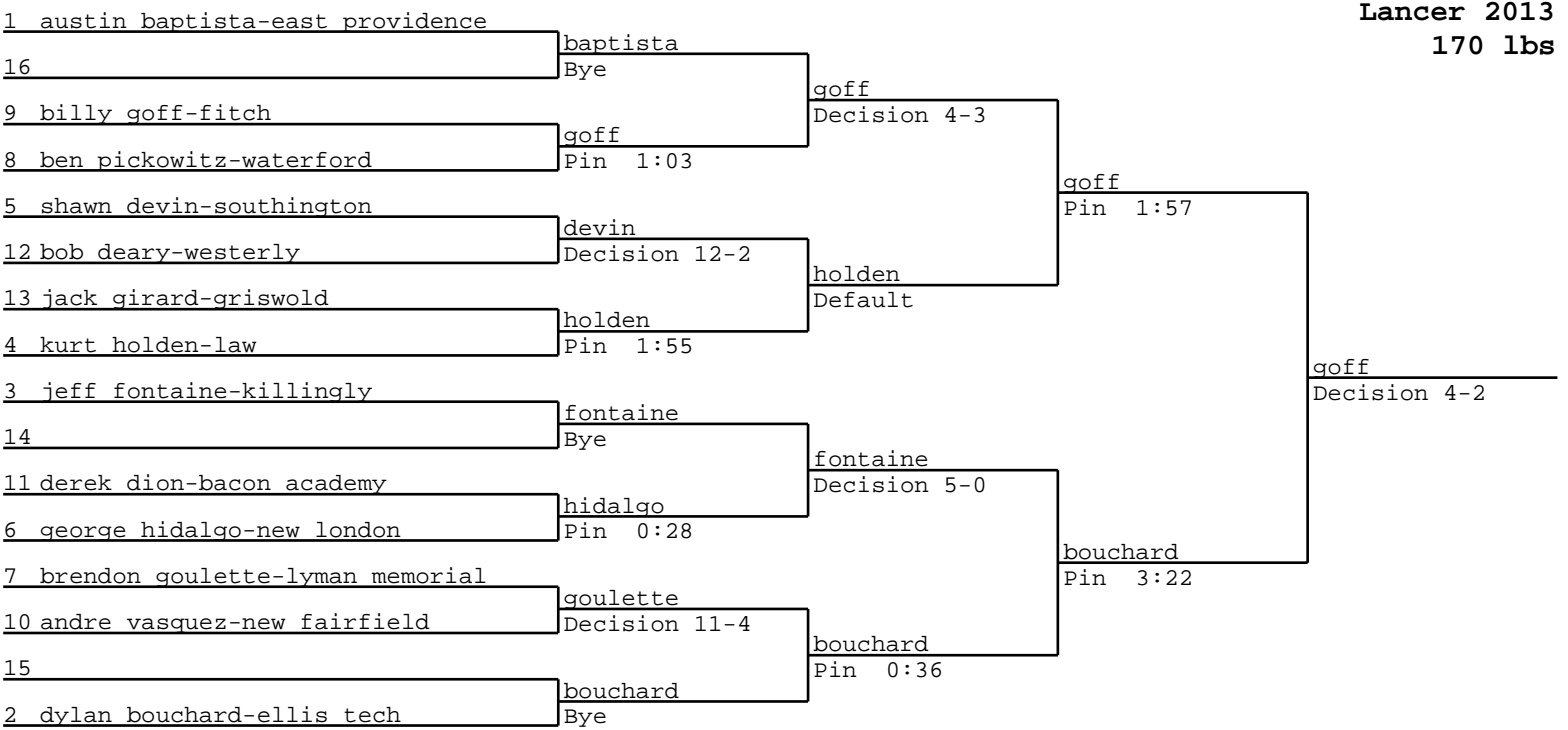 Lancer 2013
170 lbs
1 austin baptista-east providence
16
9 billy goff-fitch
8 ben pickowitz-waterford
5 shawn devin-southington
12 bob deary-westerly
13 jack girard-griswold
4 kurt holden-law
3 jeff fontaine-killingly
14
11 derek dion-bacon academy
6 george hidalgo-new london
7 brendon goulette-lyman memorial
10 andre vasquez-new fairfield
15
2 dylan bouchard-ellis tech
baptista
Bye
goff
Pin 1:03
devin
Decision 12-2
holden
Pin 1:55
fontaine
Bye
hidalgo
Pin 0:28
goulette
Decision 11-4
bouchard
Bye
goff
Decision 4-3
holden
Default
fontaine
Decision 5-0
bouchard
Pin 0:36
goff
Pin 1:57
bouchard
Pin 3:22
goff
Decision 4-2